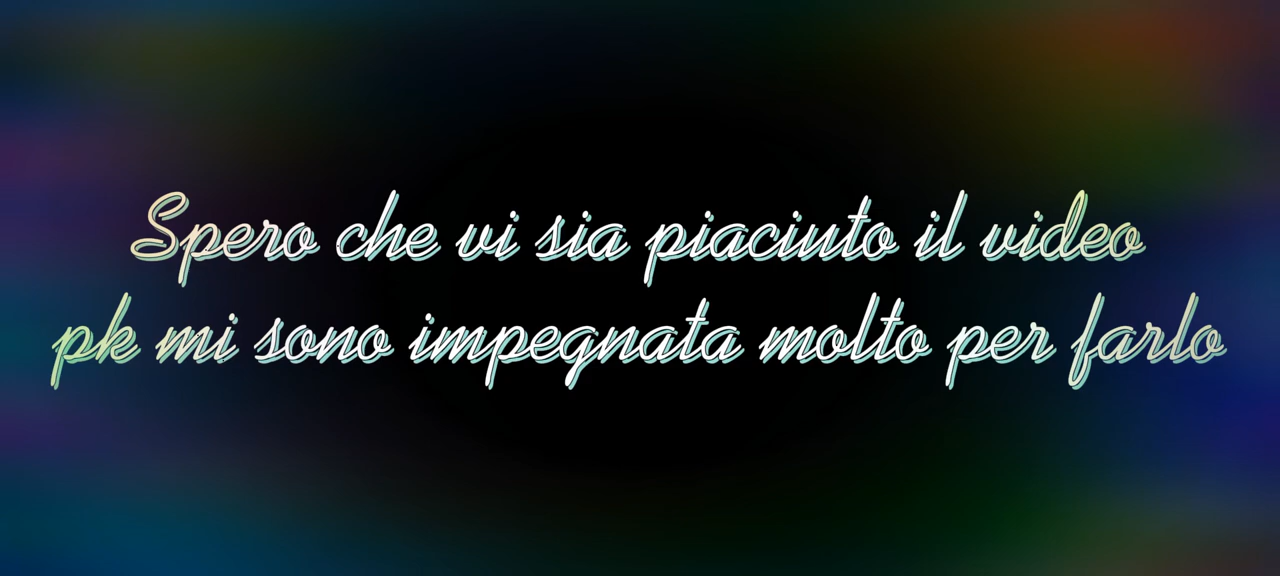 Spero che vi sia piaciuto il video
pk mi sono impegnata molto per farlo